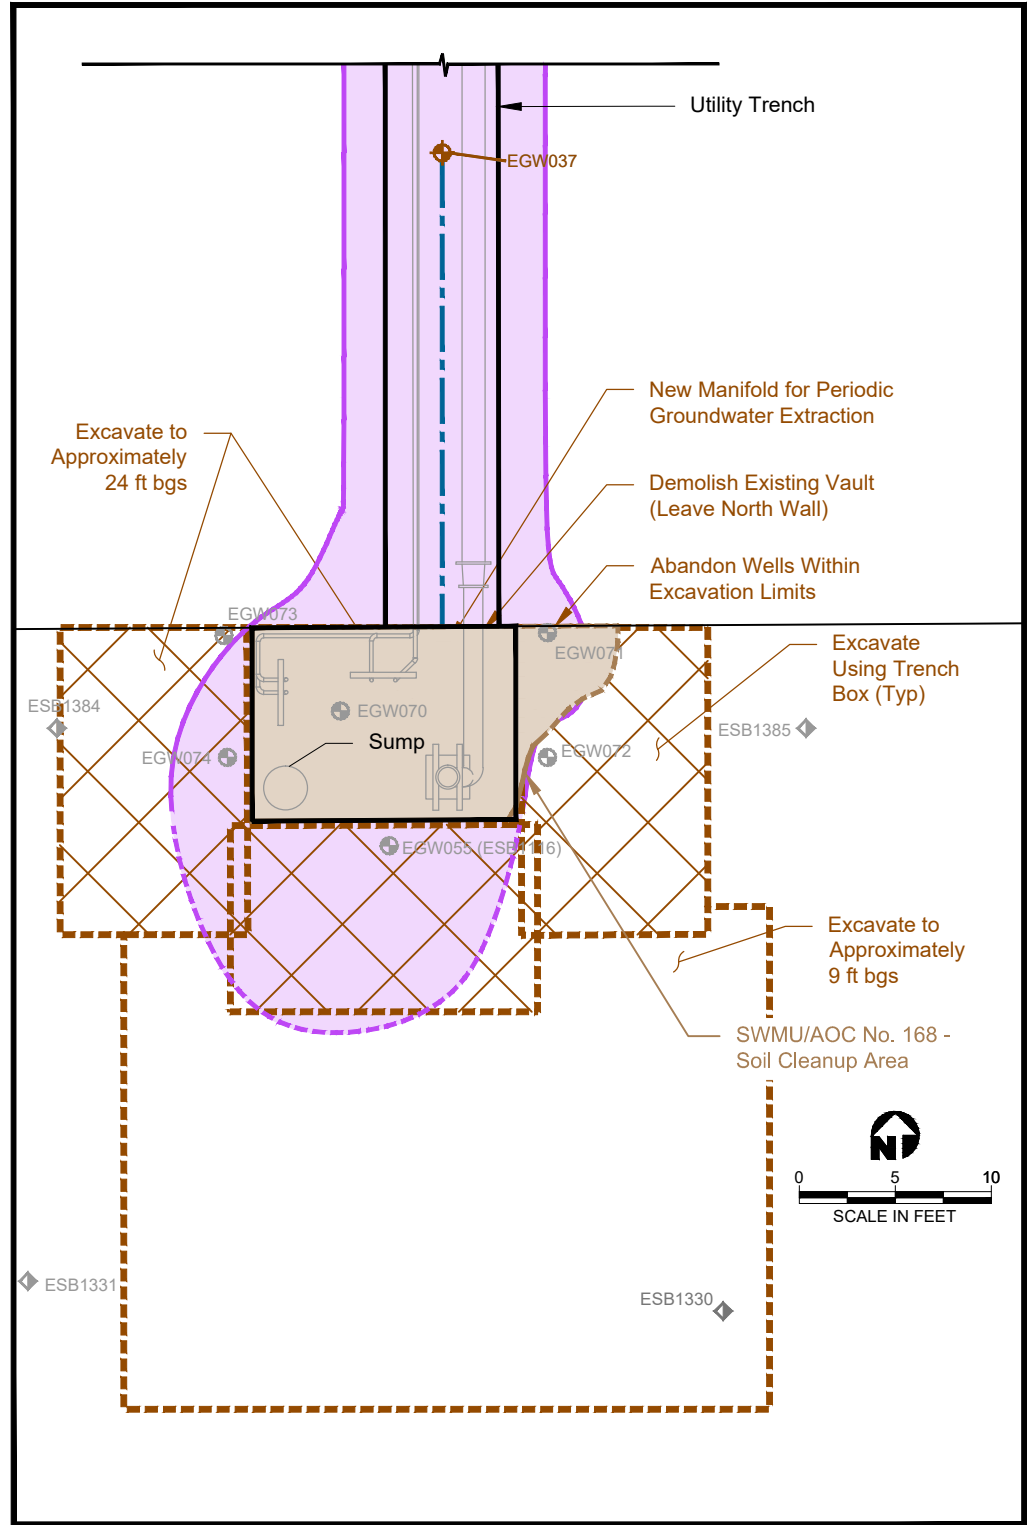 Utility Trench
EGW037
New Manifold for Periodic
Groundwater Extraction
Excavate to
Approximately
24 ft bgs
Demolish Existing Vault
(Leave North Wall)
Abandon Wells Within
Excavation Limits
EGW073
EGW071
Excavate
Using Trench
Box (Typ)
ESB1384
EGW070
ESB1385
Sump
EGW074
EGW072
EGW055 (ESB1116)
Excavate to
Approximately
9 ft bgs
SWMU/AOC No. 168 -
Soil Cleanup Area
N
0 5 10
SCALE IN FEET
ESB1331
ESB1330